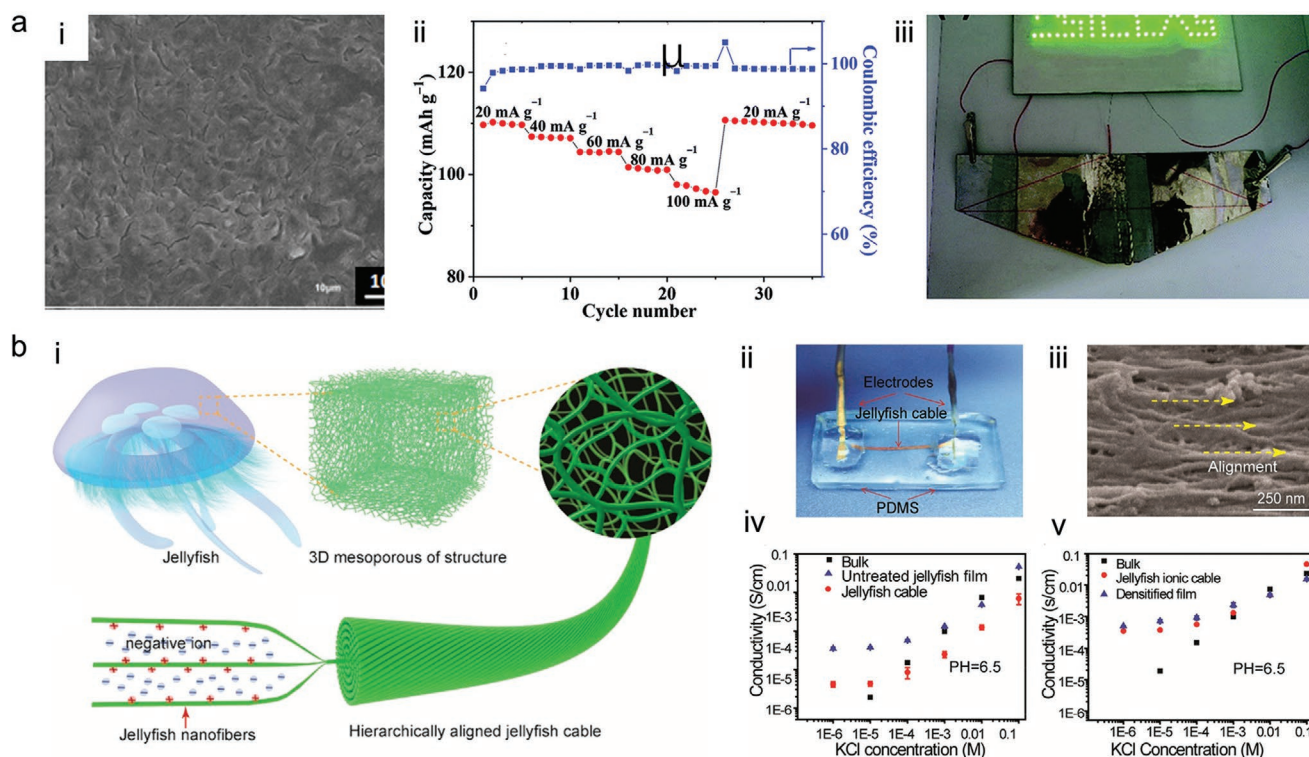 a
i
10µm
10
ii
Capacity (mAh g⁻¹)
120
100
80
20 mA g⁻¹
40 mA g⁻¹
60 mA g⁻¹
80 mA g⁻¹
100 mA g⁻¹
20 mA g⁻¹
μ
0
10
20
30
Cycle number
100
80
60
Coulombic efficiency (%)
iii
b
i
Jellyfish
3D mesoporous of structure
negative ion
Jellyfish nanofibers
Hierarchically aligned jellyfish cable
ii
Electrodes
Jellyfish cable
PDMS
iii
Alignment
250 nm
iv
Conductivity (S/cm)
0.1
0.01
1E-3
1E-4
1E-5
1E-6
Bulk
Untreated jellyfish film
Jellyfish cable
PH=6.5
1E-6 1E-5 1E-4 1E-3 0.01 0.1
KCl concentration (M)
v
Conductivity (s/cm)
0.1
0.01
1E-3
1E-4
1E-5
1E-6
Bulk
Jellyfish ionic cable
Densitified film
PH=6.5
1E-6 1E-5 1E-4 1E-3 0.01 0.1
KCl Concentration (M)